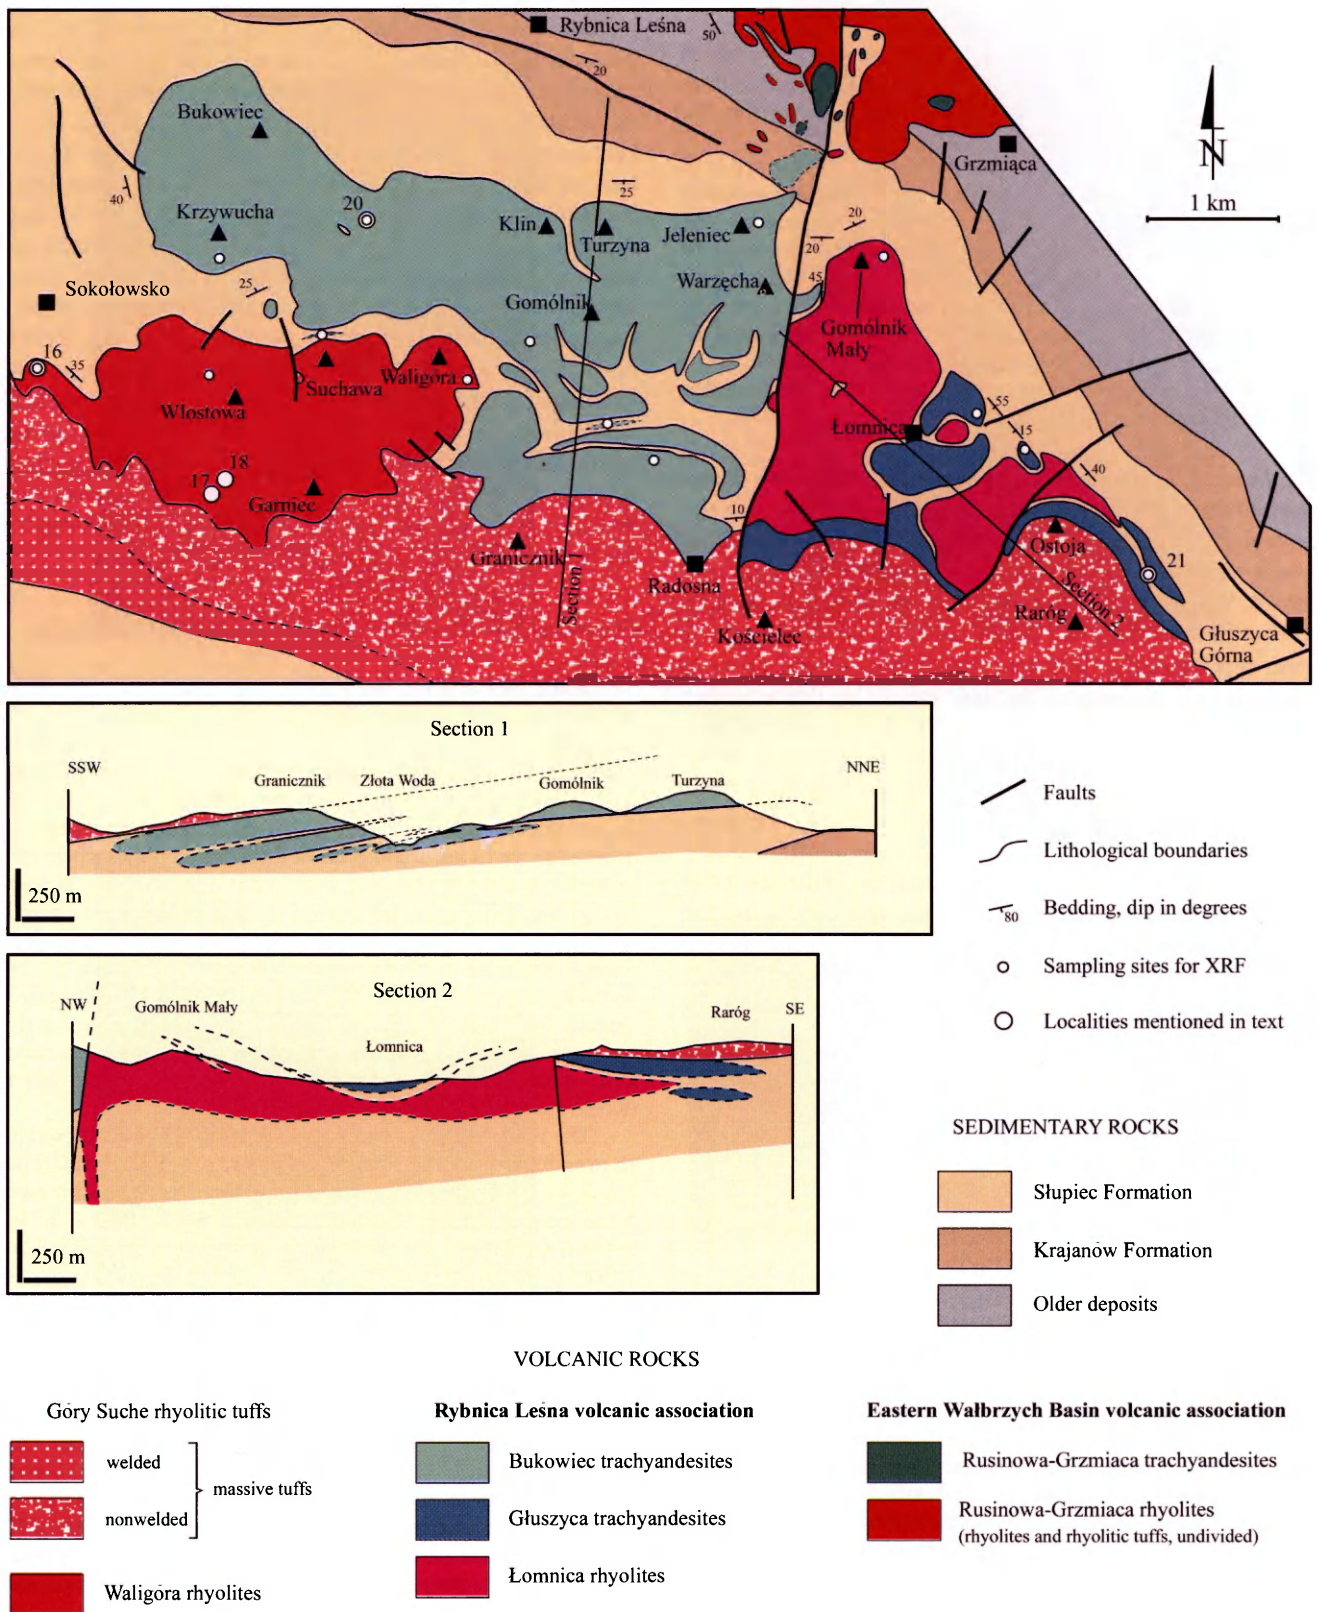 Rybnica Leśna
50
20
Bukowiec
Grzmiąca
N
1 km
40
25
Krzywucha
20
Klin
Turzyna
Jeleniec
20
20
Warzęcha
45
Sokołowsko
25
Gomólnik
Gomólnik
Mały
16
35
Suchawa
Waligóra
Włostowa
Łomnica
55
15
18
17
40
Garniec
10
Granicznik
Ostoja
21
Radosna
Section 1
Section 2
Kościelec
Raróg
Głuszyca
Górna
Section 1
SSW
Granicznik
Złota Woda
Gomólnik
Turzyna
NNE
250 m
Faults
Lithological boundaries
80
Bedding, dip in degrees
Sampling sites for XRF
Localities mentioned in text
Section 2
NW
Gomólnik Mały
Łomnica
Raróg
SE
250 m
SEDIMENTARY ROCKS
Słupiec Formation
Krajanów Formation
Older deposits
VOLCANIC ROCKS
Góry Suche rhyolitic tuffs
welded
nonwelded
massive tuffs
Waligóra rhyolites
Rybnica Leśna volcanic association
Bukowiec trachyandesites
Głuszyca trachyandesites
Łomnica rhyolites
Eastern Wałbrzych Basin volcanic association
Rusinowa-Grzmiaca trachyandesites
Rusinowa-Grzmiaca rhyolites
(rhyolites and rhyolitic tuffs, undivided)